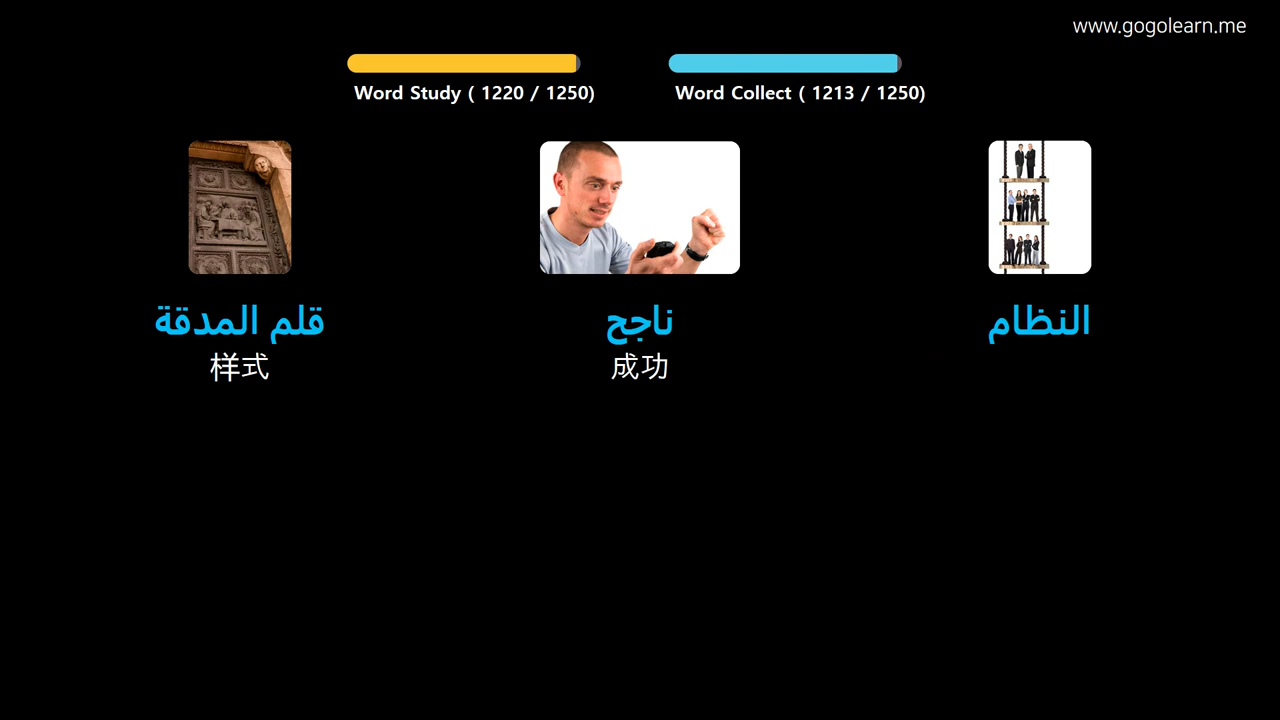 www.gogolearn.me
Word Study ( 1220 / 1250)
Word Collect ( 1213 / 1250)
قلم المدقة
样式
ناجح
成功
النظام